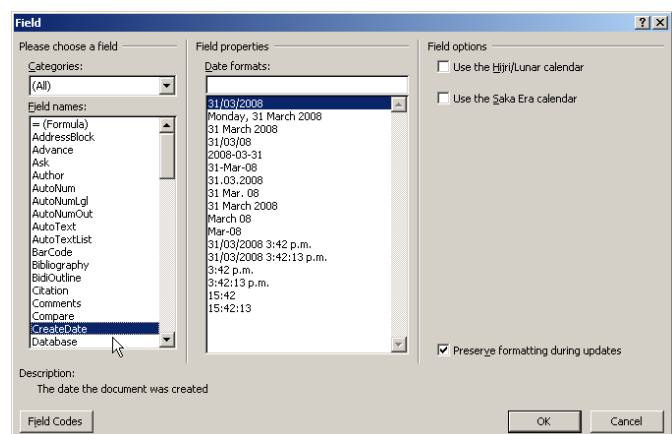 Field
Please choose a field
Categories:
(All)
Field names:
= (Formula)
AddressBlock
Advance
Ask
Author
AutoNum
AutoNumLgl
AutoNumOut
AutoText
AutoTextList
BarCode
Bibliography
BidiOutline
Citation
Comments
Compare
CreateDate
Database
Field properties
Date formats:
31/03/2008
Monday, 31 March 2008
31 March 2008
31/03/08
2008-03-31
31-Mar-08
31.03.2008
31 Mar. 08
31 March 2008
March 08
Mar-08
31/03/2008 3:42 p.m.
31/03/2008 3:42:13 p.m.
3:42 p.m.
3:42:13 p.m.
15:42
15:42:13
Field options
Use the Hijri/Lunar calendar
Use the Saka Era calendar
Preserve formatting during updates
Description:
The date the document was created
Field Codes
OK
Cancel